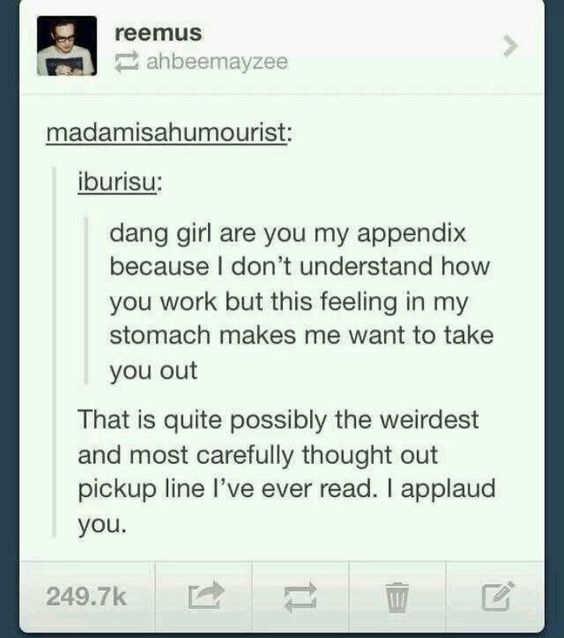 reemus
ahbeemayzee
madamisahumourist:
iburisu:
dang girl are you my appendix
because I don't understand how
you work but this feeling in my
stomach makes me want to take
you out
That is quite possibly the weirdest
and most carefully thought out
pickup line I've ever read. I applaud
you.
249.7k